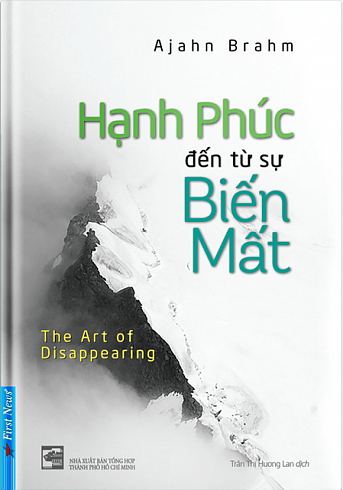 Ajahn Brahm
Hạnh Phúc
đến từ sự
Biến
Mất
The Art of
Disappearing
First News
NHÀ XUẤT BẢN TỔNG HỢP
THÀNH PHỐ HỒ CHÍ MINH
Trần Thị Hương Lan dịch